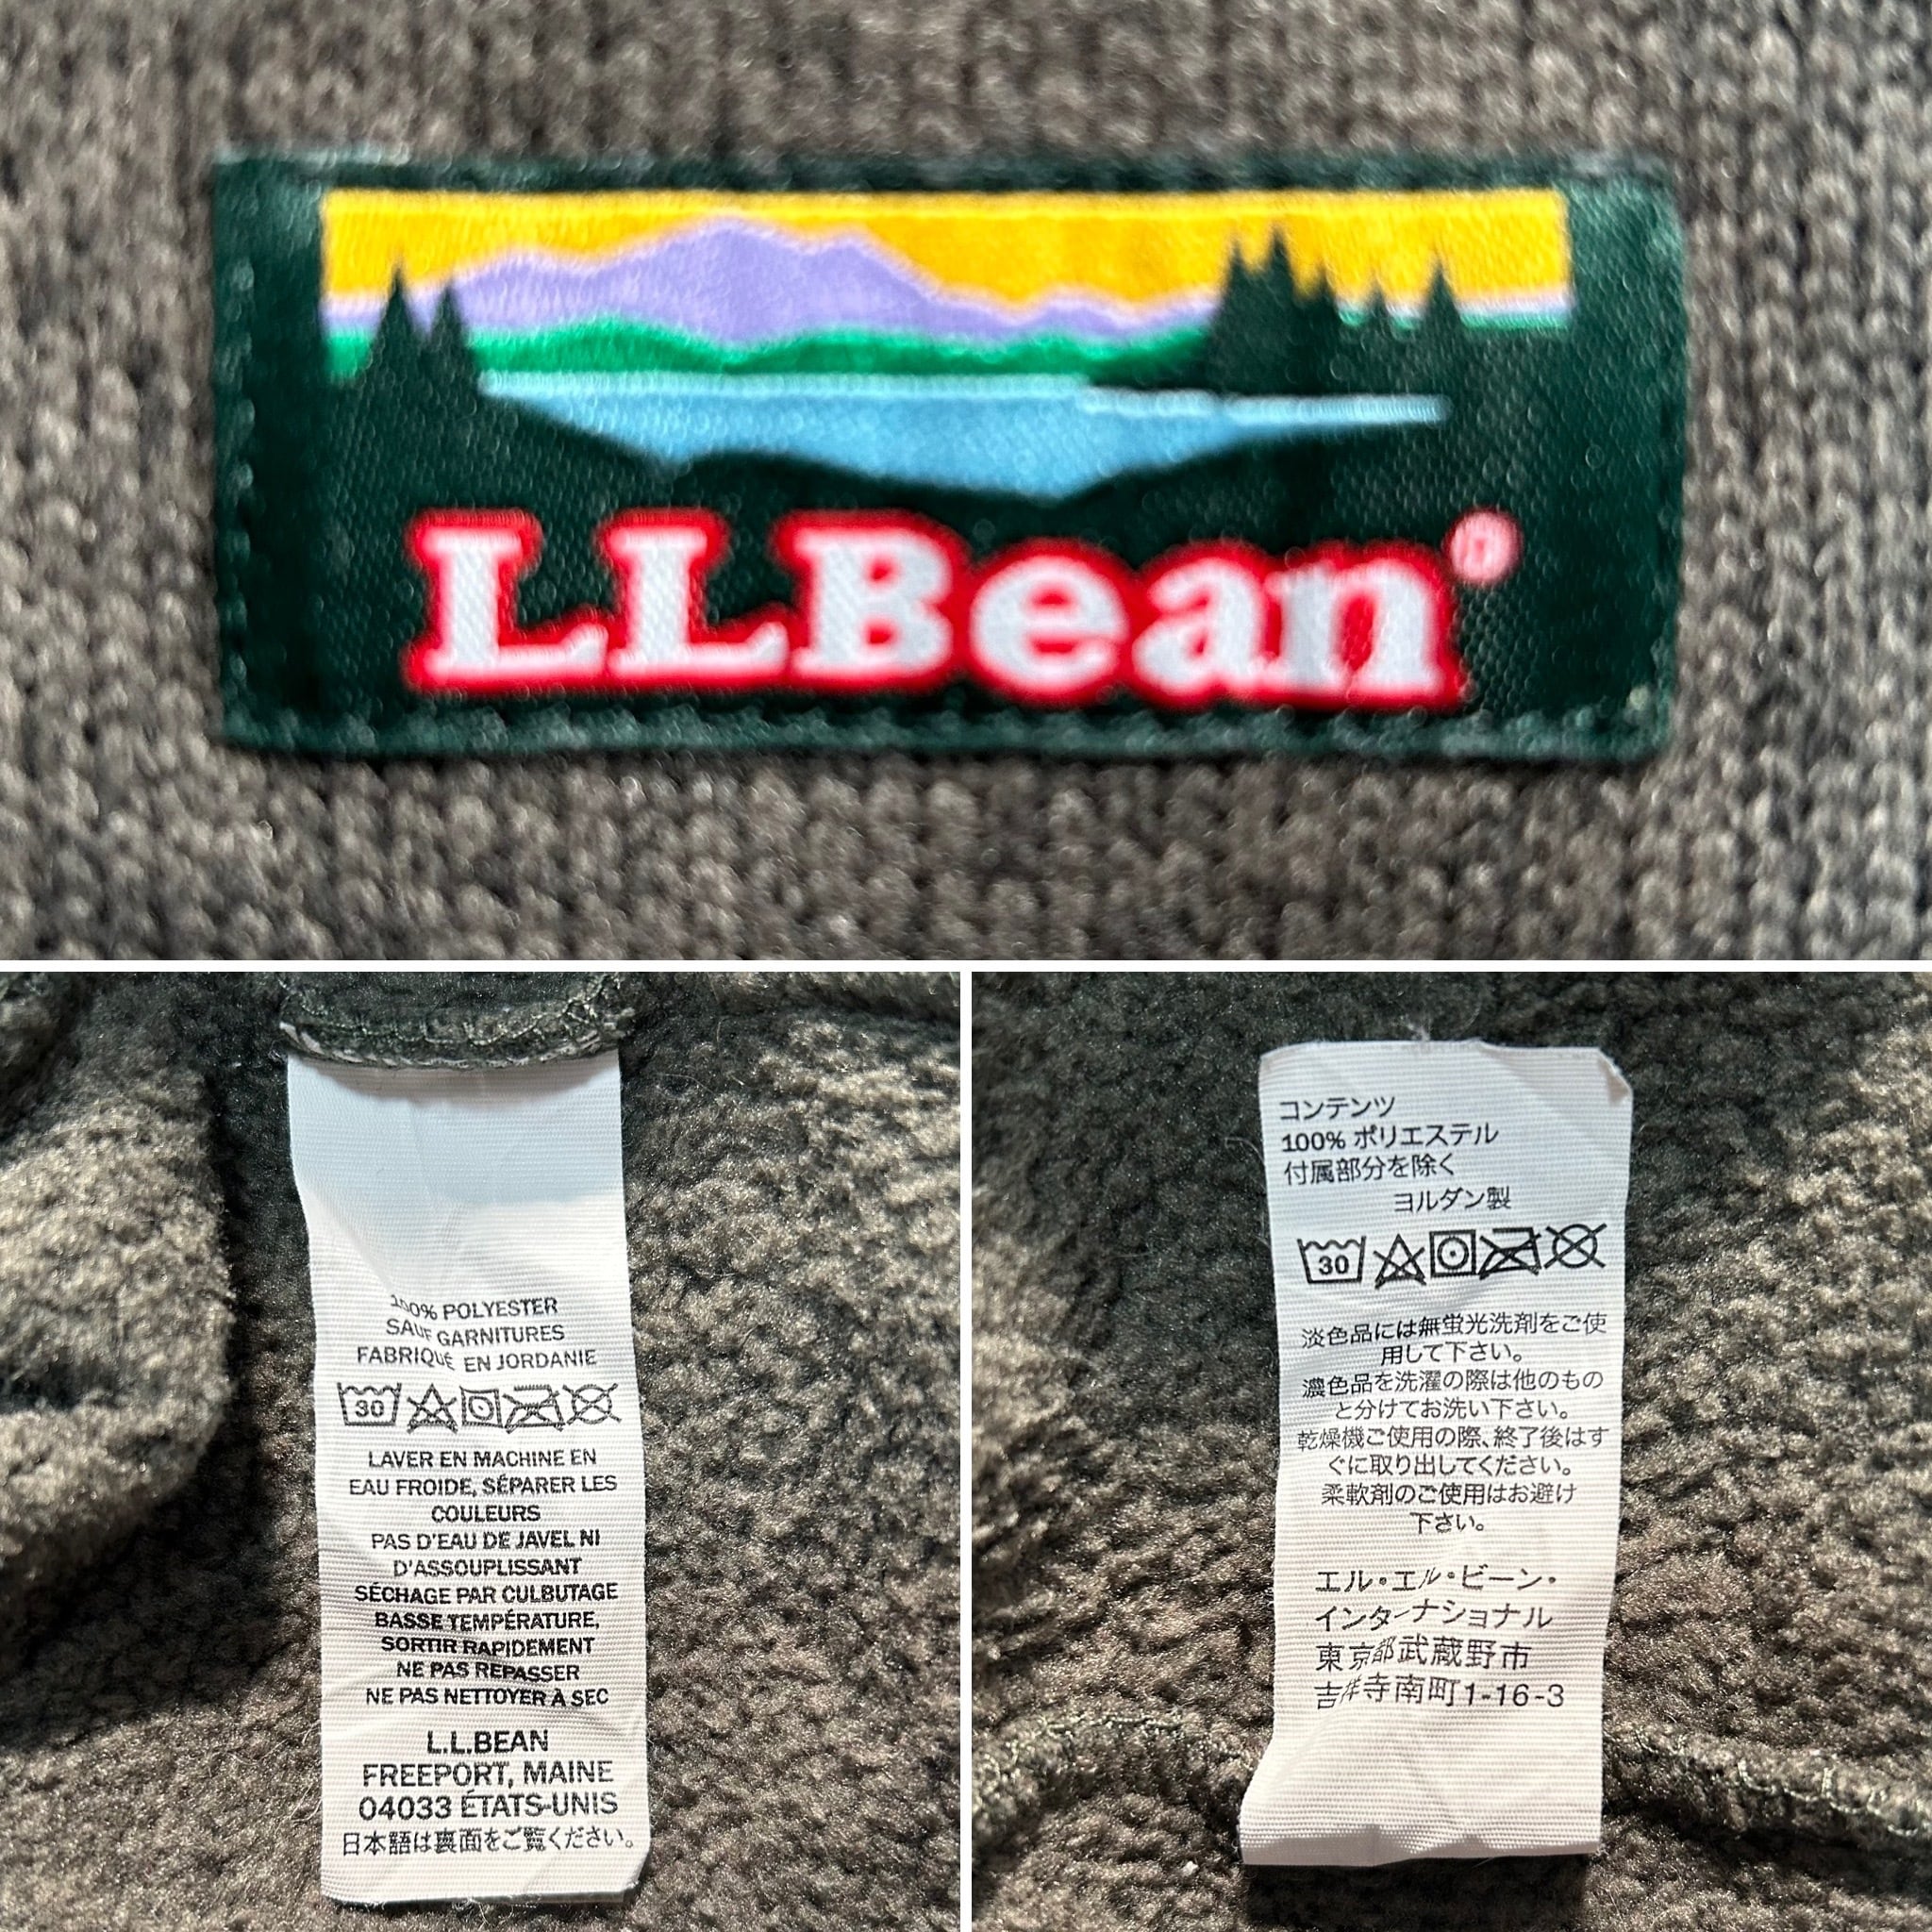 LLBean®
100% POLYESTER
SAUF GARNITURES
FABRIQUÉ EN JORDANIE
30
LAVER EN MACHINE EN
EAU FROIDE, SÉPARER LES
COULEURS
PAS D'EAU DE JAVEL NI
D'ASSOUPLISSANT
SÉCHAGE PAR CULBUTAGE
BASSE TEMPÉRATURE,
SORTIR RAPIDEMENT
NE PAS REPASSER
NE PAS NETTOYER À SEC
L.L.BEAN
FREEPORT, MAINE
04033 ÉTATS-UNIS
日本語は裏面をご覧ください。
コンテンツ
100% ポリエステル
付属部分を除く
ヨルダン製
30
淡色品には無蛍光洗剤をご使
用して下さい。
濃色品を洗濯の際は他のもの
と分けてお洗い下さい。
乾燥機ご使用の際、終了後はす
ぐに取り出してください。
柔軟剤のご使用はお避け
下さい。
エル・エル・ビーン・
インターナショナル
東京都武蔵野市
吉祥寺南町1-16-3